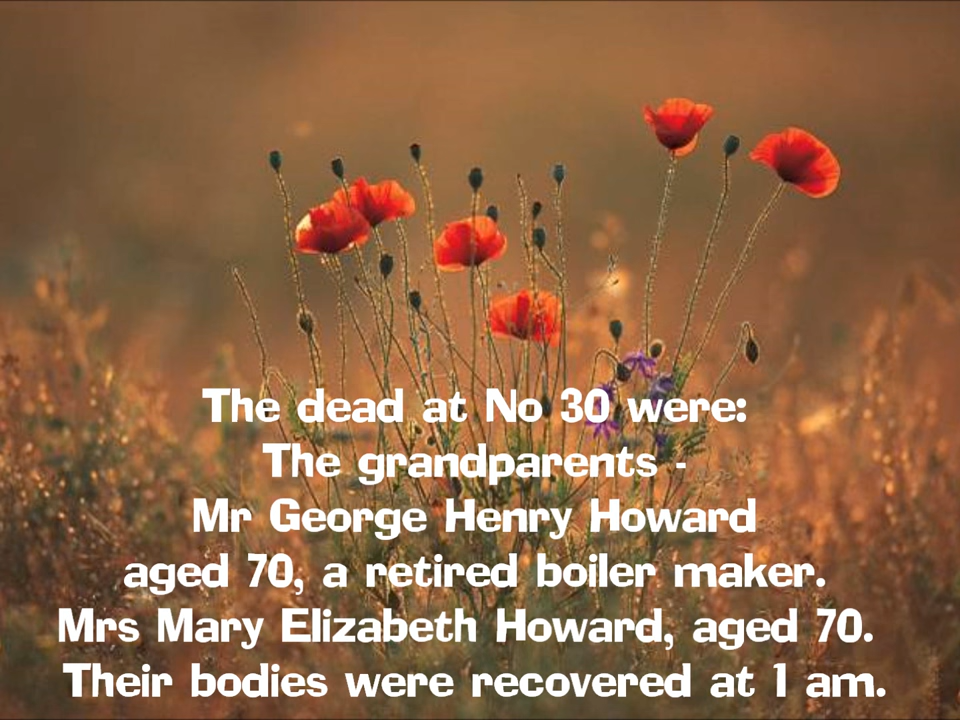 The dead at No 30 were:
The grandparents -
Mr George Henry Howard
aged 70, a retired boiler maker.
Mrs Mary Elizabeth Howard, aged 70.
Their bodies were recovered at 1 am.